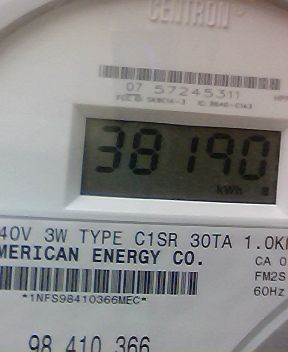 CENTRON
07 57245311
38190
kWh
40V 3W TYPE C1SR 30TA 1.0K
MERICAN ENERGY CO.
CA 0
FM2S
60Hz
*1NFS98410366MEC*
98 410 366